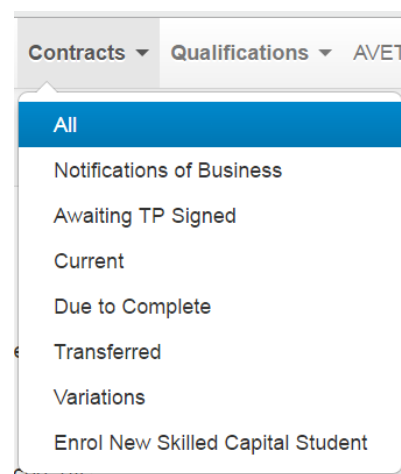 Contracts Qualifications AVET
All
Notifications of Business
Awaiting TP Signed
Current
Due to Complete
Transferred
Variations
Enrol New Skilled Capital Student